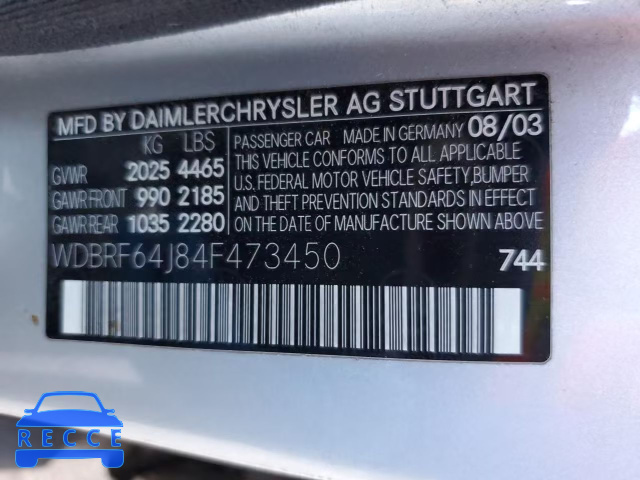 MFD BY DAIMLERCHRYSLER AG STUTTGART
KG LBS
GVWR 2025 4465
GAWR FRONT 990 2185
GAWR REAR 1035 2280
PASSENGER CAR MADE IN GERMANY 08/03
THIS VEHICLE CONFORMS TO ALL APPLICABLE
U.S. FEDERAL MOTOR VEHICLE SAFETY, BUMPER
AND THEFT PREVENTION STANDARDS IN EFFECT
ON THE DATE OF MANUFACTURE SHOWN ABOVE.
WDBRF64J84F473450 744
RECCE